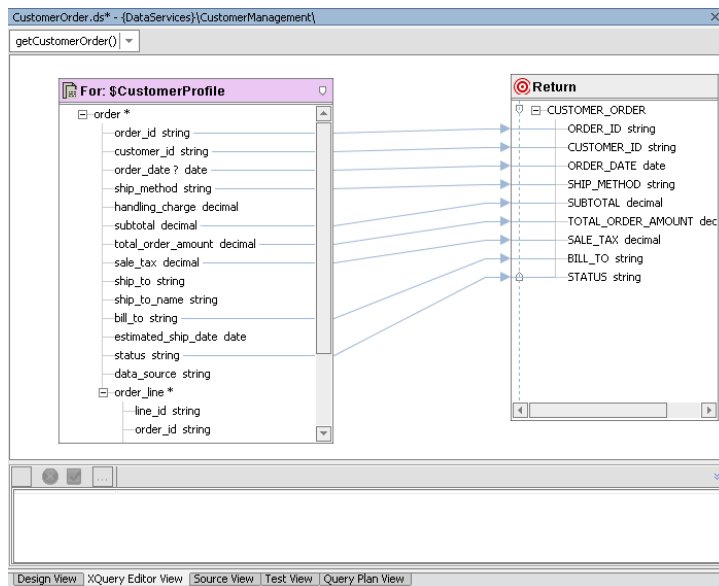 CustomerOrder.ds* - {DataServices}\CustomerManagement\
getCustomerOrder()
For: $CustomerProfile
order *
order_id string
customer_id string
order_date ? date
ship_method string
handling_charge decimal
subtotal decimal
total_order_amount decimal
sale_tax decimal
ship_to string
ship_to_name string
bill_to string
estimated_ship_date date
status string
data_source string
order_line *
line_id string
order_id string
Return
CUSTOMER_ORDER
ORDER_ID string
CUSTOMER_ID string
ORDER_DATE date
SHIP_METHOD string
SUBTOTAL decimal
TOTAL_ORDER_AMOUNT dec
SALE_TAX decimal
BILL_TO string
STATUS string
...
Design View XQuery Editor View Source View Test View Query Plan View